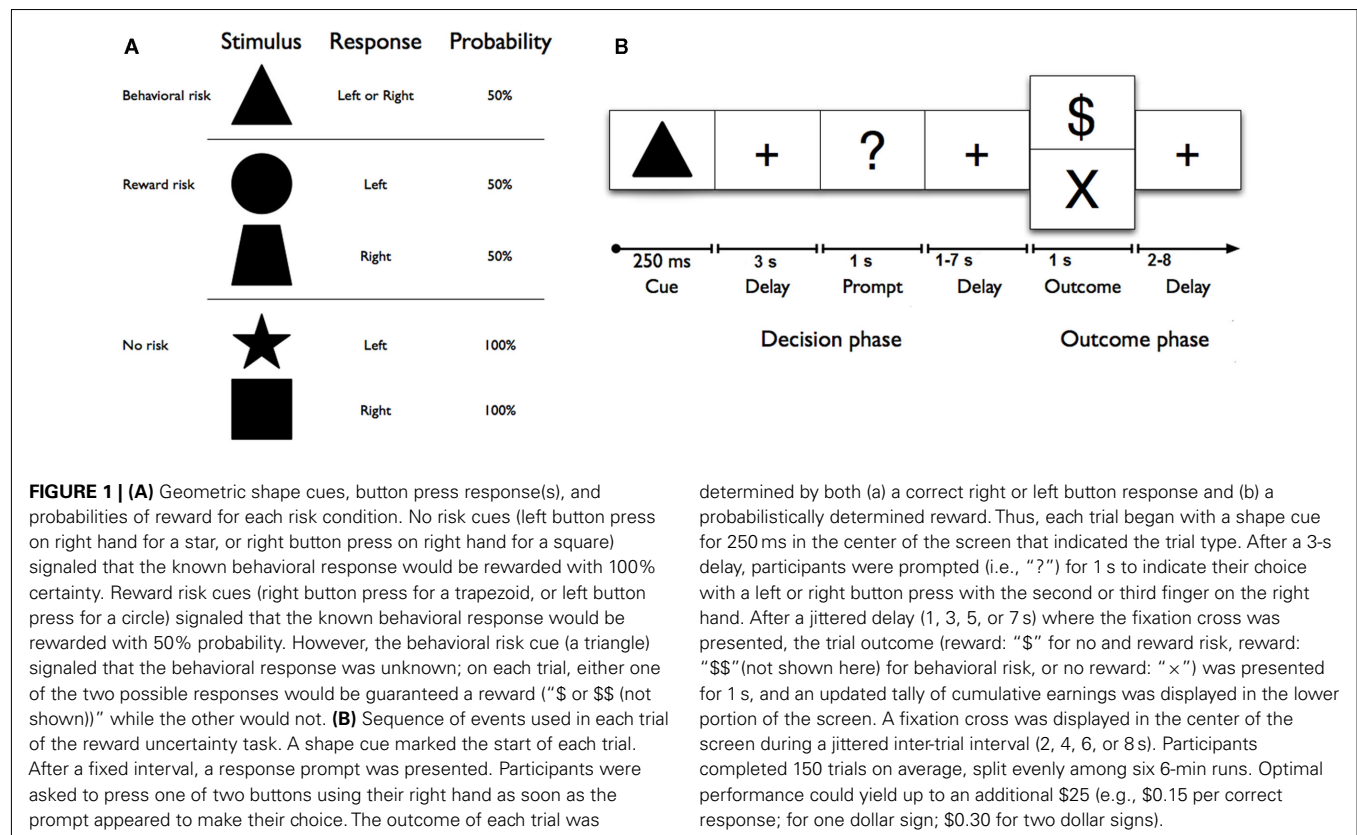 A
Stimulus Response Probability
Behavioral risk Left or Right 50%
Reward risk Left 50%
Right 50%
No risk Left 100%
Right 100%
B
+ ? + $ +
X
250 ms 3 s 1 s 1-7 s 1 s 2-8
Cue Delay Prompt Delay Outcome Delay
Decision phase Outcome phase
FIGURE 1 | (A) Geometric shape cues, button press response(s), and
probabilities of reward for each risk condition. No risk cues (left button press
on right hand for a star, or right button press on right hand for a square)
signaled that the known behavioral response would be rewarded with 100%
certainty. Reward risk cues (right button press for a trapezoid, or left button
press for a circle) signaled that the known behavioral response would be
rewarded with 50% probability. However, the behavioral risk cue (a triangle)
signaled that the behavioral response was unknown; on each trial, either one
of the two possible responses would be guaranteed a reward ("$ or $$ (not
shown))" while the other would not. (B) Sequence of events used in each trial
of the reward uncertainty task. A shape cue marked the start of each trial.
After a fixed interval, a response prompt was presented. Participants were
asked to press one of two buttons using their right hand as soon as the
prompt appeared to make their choice. The outcome of each trial was
determined by both (a) a correct right or left button response and (b) a
probabilistically determined reward. Thus, each trial began with a shape cue
for 250 ms in the center of the screen that indicated the trial type. After a 3-s
delay, participants were prompted (i.e., "?") for 1 s to indicate their choice
with a left or right button press with the second or third finger on the right
hand. After a jittered delay (1, 3, 5, or 7 s) where the fixation cross was
presented, the trial outcome (reward: "$" for no and reward risk, reward:
"$$"(not shown here) for behavioral risk, or no reward: "×") was presented
for 1 s, and an updated tally of cumulative earnings was displayed in the lower
portion of the screen. A fixation cross was displayed in the center of the
screen during a jittered inter-trial interval (2, 4, 6, or 8 s). Participants
completed 150 trials on average, split evenly among six 6-min runs. Optimal
performance could yield up to an additional $25 (e.g., $0.15 per correct
response; for one dollar sign; $0.30 for two dollar signs).